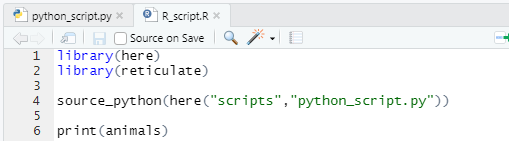 python_script.py
R_script.R
Source on Save
1 library(here)
2 library(reticulate)
3
4 source_python(here("scripts","python_script.py"))
5
6 print(animals)